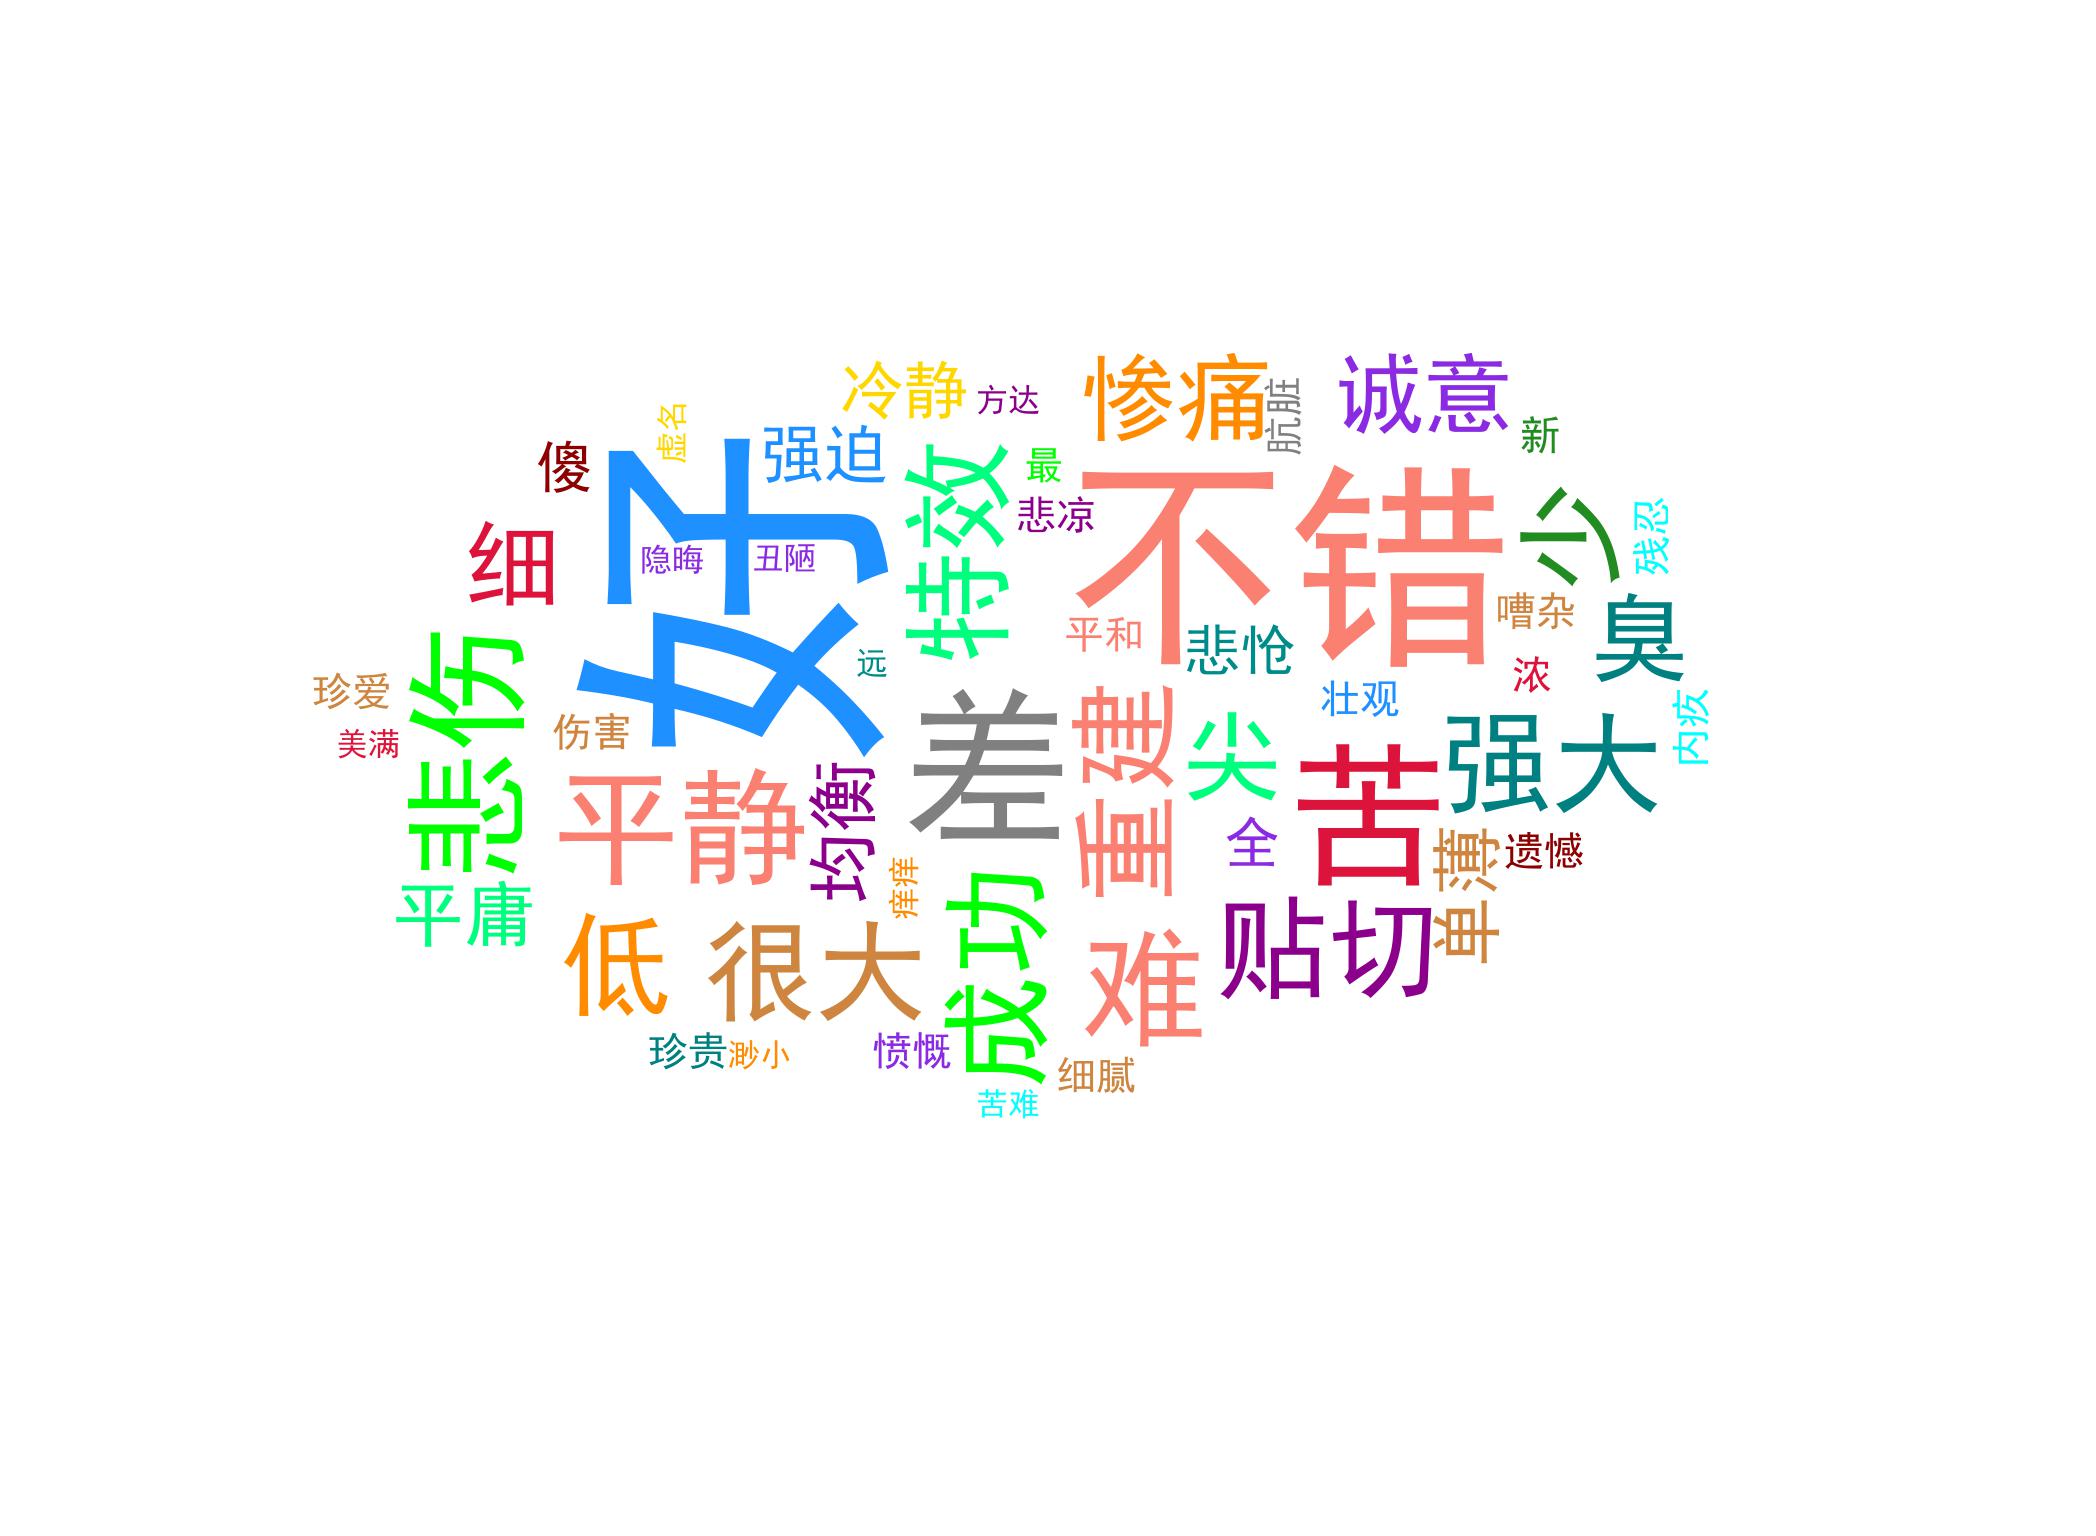 冷静
方达
惨痛
肮脏
诚意
新
虚名
傻
强迫
好
特效
最
悲凉
不错
少
残忍
细
隐晦
丑陋
嘈杂
臭
平和
悲怆
远
浓
壮观
内疚
珍爱
美满
悲伤
伤害
差
重建
尖
强大
平静
均衡
苦
全
薄
单
遗憾
痒痒
平庸
低
很大
成功
难
贴切
珍贵
渺小
愤慨
细腻
苦难